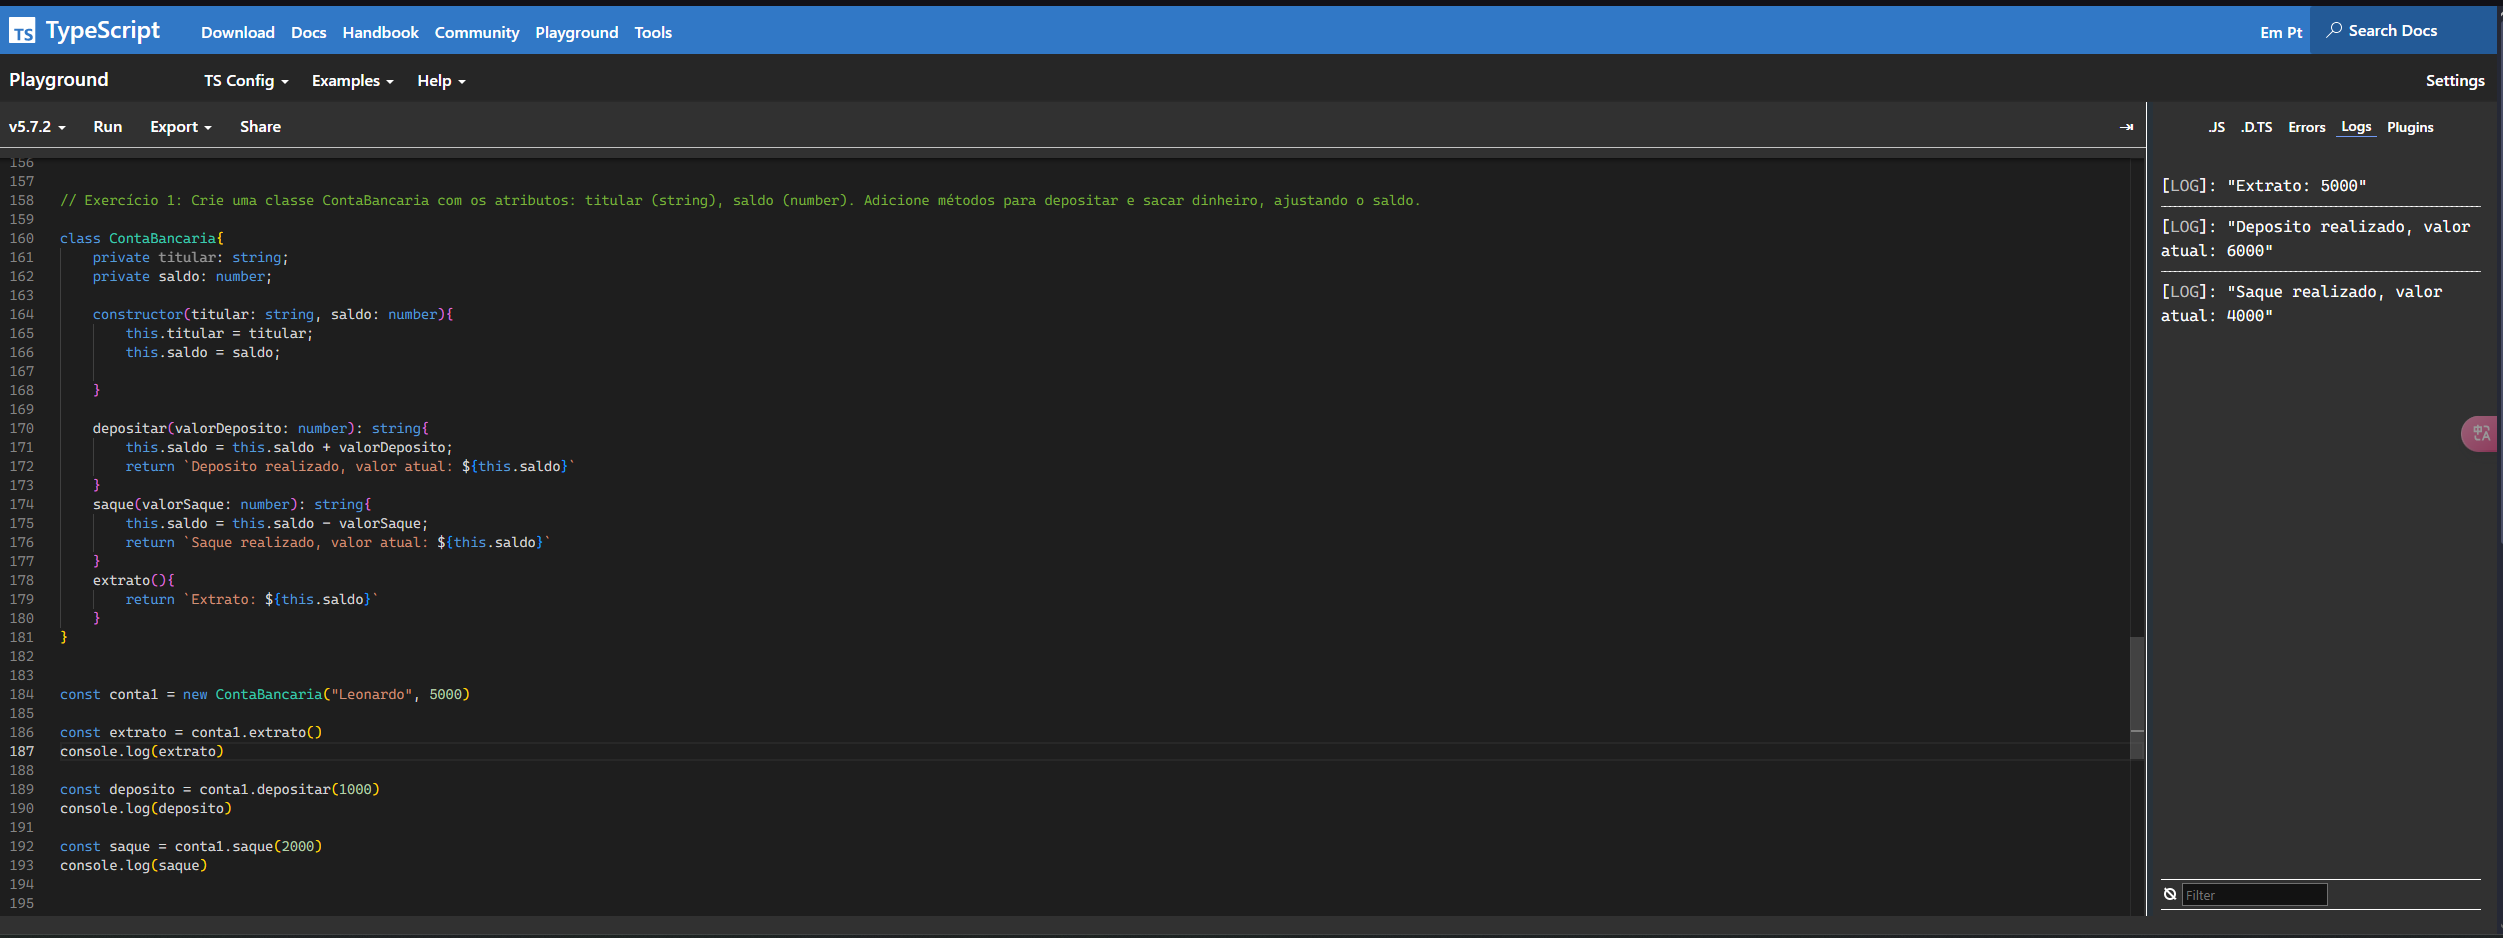 TS TypeScript Download Docs Handbook Community Playground Tools Em Pt Search Docs
Playground TS Config Examples Help Settings
v5.7.2 Run Export Share .JS .D.TS Errors Logs Plugins
156
157
158 // Exercício 1: Crie uma classe ContaBancaria com os atributos: titular (string), saldo (number). Adicione métodos para depositar e sacar dinheiro, ajustando o saldo.
159
160 class ContaBancaria{
161     private titular: string;
162     private saldo: number;
163
164     constructor(titular: string, saldo: number){
165         this.titular = titular;
166         this.saldo = saldo;
167
168     }
169
170     depositar(valorDeposito: number): string{
171         this.saldo = this.saldo + valorDeposito;
172         return `Deposito realizado, valor atual: ${this.saldo}`
173     }
174     saque(valorSaque: number): string{
175         this.saldo = this.saldo - valorSaque;
176         return `Saque realizado, valor atual: ${this.saldo}`
177     }
178     extrato(){
179         return `Extrato: ${this.saldo}`
180     }
181 }
182
183
184 const conta1 = new ContaBancaria("Leonardo", 5000)
185
186 const extrato = conta1.extrato()
187 console.log(extrato)
188
189 const deposito = conta1.depositar(1000)
190 console.log(deposito)
191
192 const saque = conta1.saque(2000)
193 console.log(saque)
194
195
[LOG]: "Extrato: 5000"
[LOG]: "Deposito realizado, valor
atual: 6000"
[LOG]: "Saque realizado, valor
atual: 4000"
中A
Filter